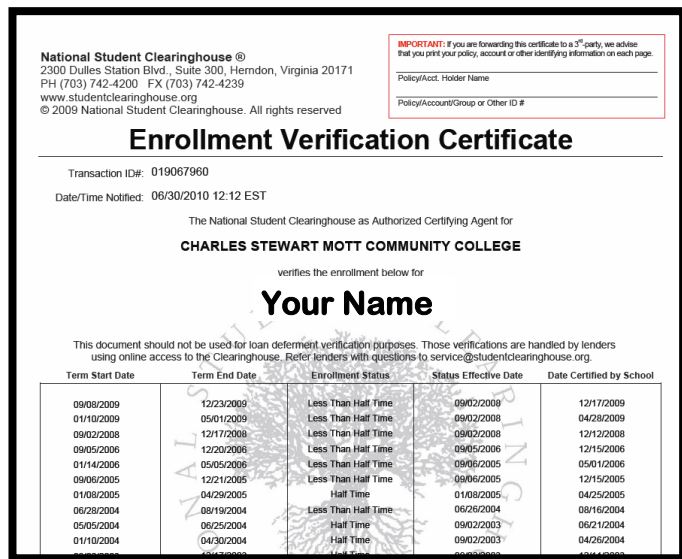 National Student Clearinghouse ®
2300 Dulles Station Blvd., Suite 300, Herndon, Virginia 20171
PH (703) 742-4200 FX (703) 742-4239
www.studentclearinghouse.org
© 2009 National Student Clearinghouse. All rights reserved
IMPORTANT: If you are forwarding this certificate to a 3rd-party, we advise
that you print your policy, account or other identifying information on each page.
Policy/Acct. Holder Name
Policy/Account/Group or Other ID #
Enrollment Verification Certificate
Transaction ID#: 019067960
Date/Time Notified: 06/30/2010 12:12 EST
The National Student Clearinghouse as Authorized Certifying Agent for
CHARLES STEWART MOTT COMMUNITY COLLEGE
verifies the enrollment below for
Your Name
This document should not be used for loan deferment verification purposes. Those verifications are handled by lenders
using online access to the Clearinghouse. Refer lenders with questions to service@studentclearinghouse.org.
Term Start Date Term End Date Enrollment Status Status Effective Date Date Certified by School
09/08/2009 12/23/2009 Less Than Half Time 09/02/2008 12/17/2009
01/10/2009 05/01/2009 Less Than Half Time 09/02/2008 04/28/2009
09/02/2008 12/17/2008 Less Than Half Time 09/02/2008 12/12/2008
09/05/2006 12/20/2006 Less Than Half Time 09/05/2006 12/15/2006
01/14/2006 05/05/2006 Less Than Half Time 09/06/2005 05/01/2006
09/06/2005 12/21/2005 Less Than Half Time 09/06/2005 12/15/2005
01/08/2005 04/29/2005 Half Time 01/08/2005 04/25/2005
06/28/2004 08/19/2004 Less Than Half Time 06/26/2004 08/16/2004
05/05/2004 06/25/2004 Half Time 09/02/2003 06/21/2004
01/10/2004 04/30/2004 Half Time 09/02/2003 04/26/2004